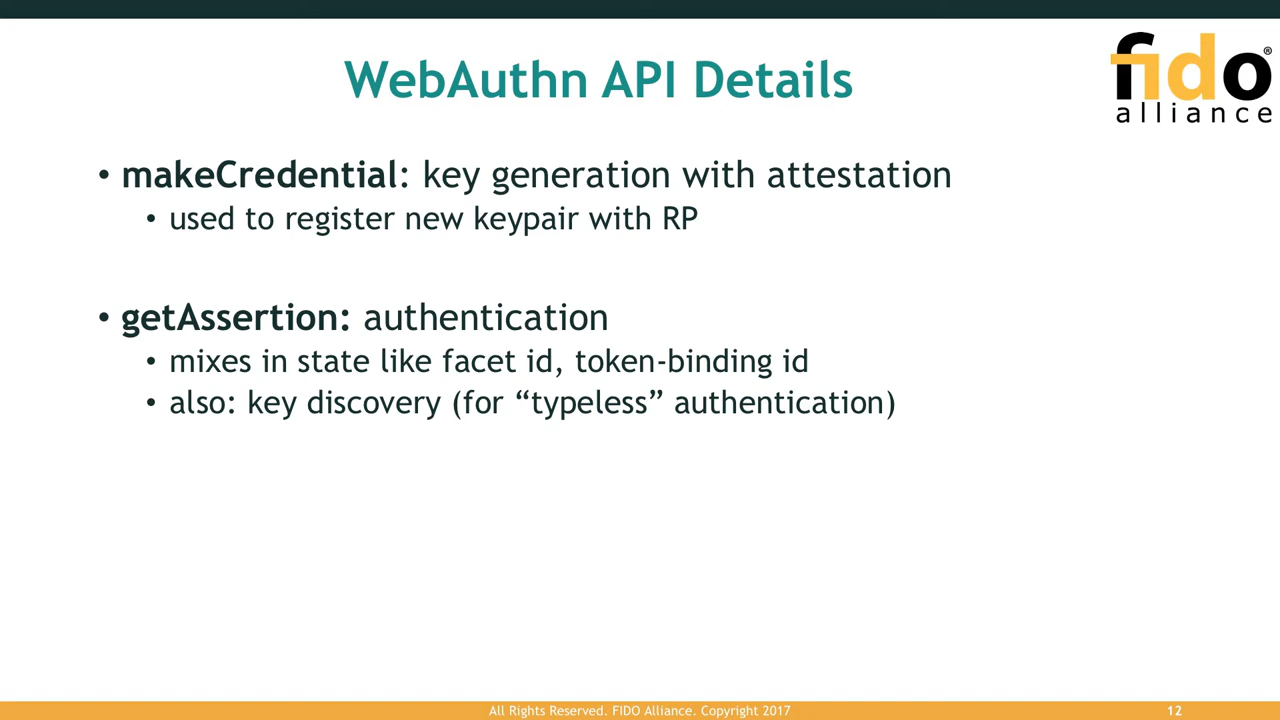 WebAuthn API Details
fido®
alliance
• makeCredential: key generation with attestation
• used to register new keypair with RP
• getAssertion: authentication
• mixes in state like facet id, token-binding id
• also: key discovery (for “typeless” authentication)
All Rights Reserved. FIDO Alliance. Copyright 2017
12